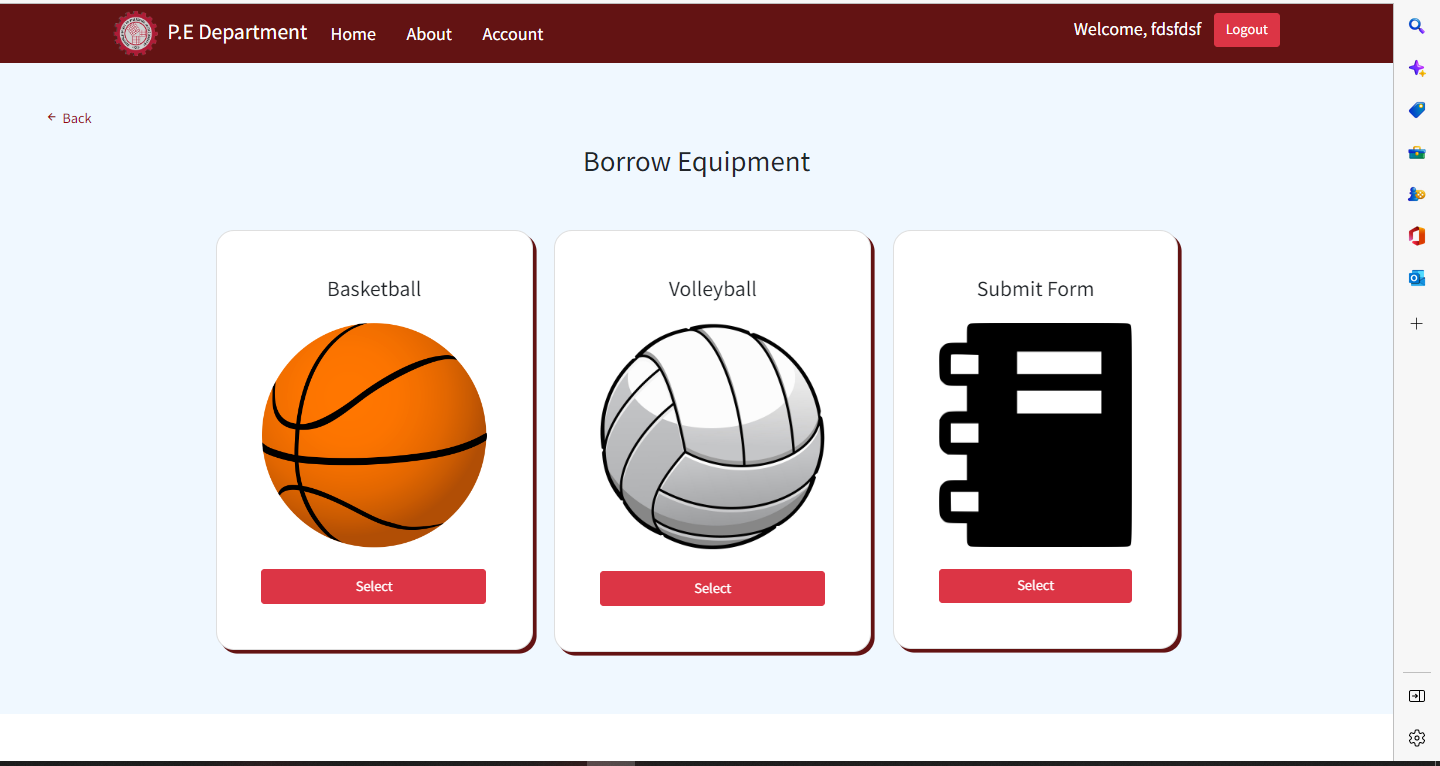 P.E Department Home About Account Welcome, fdsfdsf Logout
Back
Borrow Equipment
Basketball Volleyball Submit Form
Select Select Select